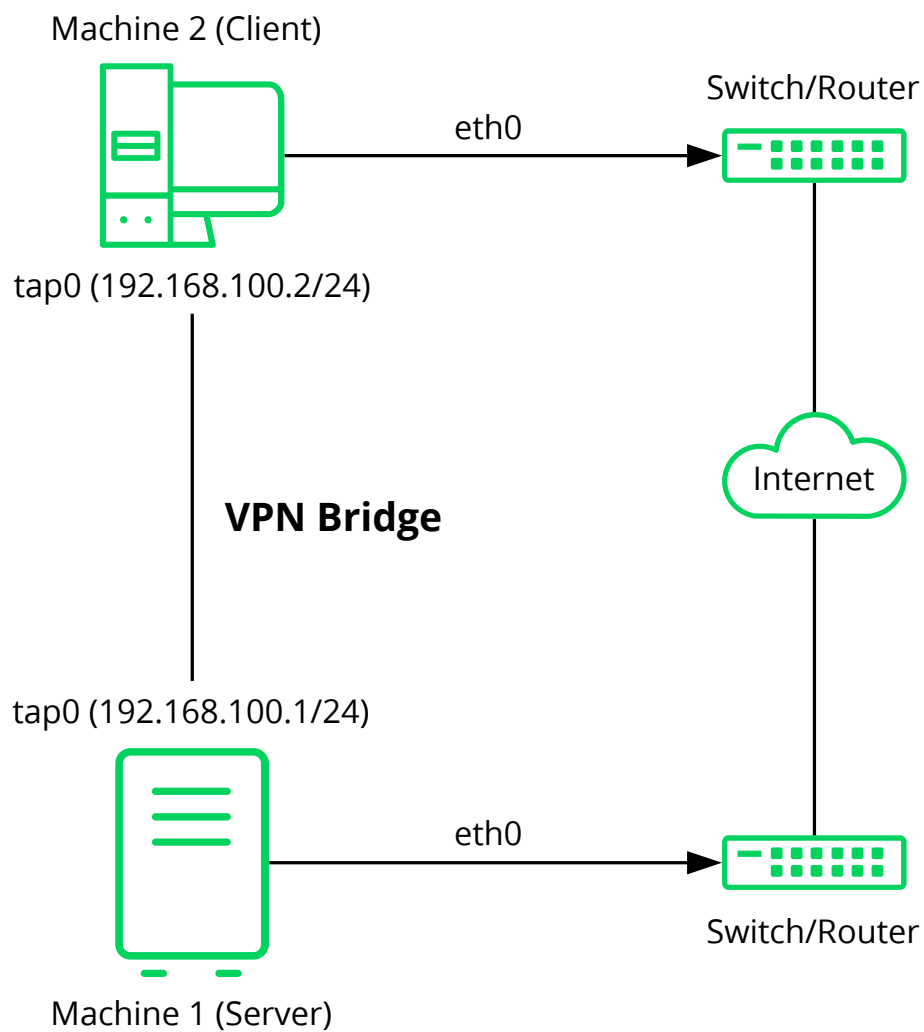 Machine 2 (Client)
Switch/Router
eth0
tap0 (192.168.100.2/24)
Internet
VPN Bridge
tap0 (192.168.100.1/24)
eth0
Switch/Router
Machine 1 (Server)